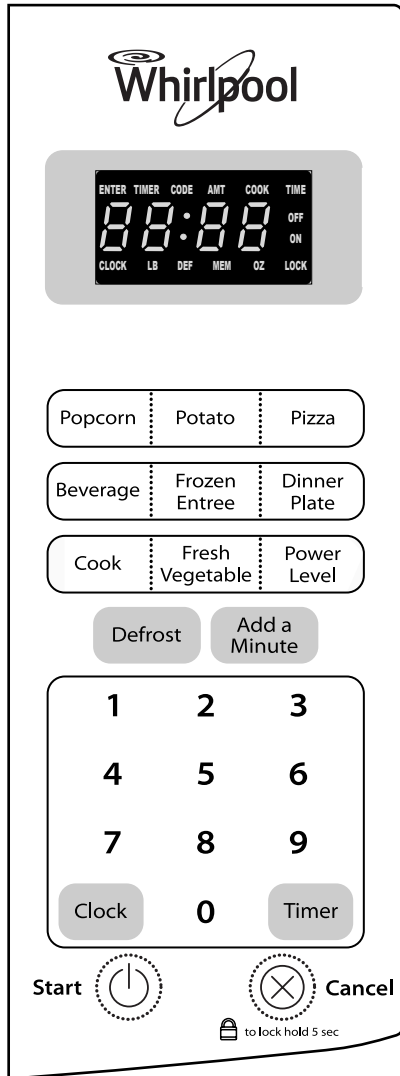 Whirlpool
ENTER TIMER CODE AMT COOK TIME
88:88 OFF
ON
CLOCK LB DEF MEM OZ LOCK
Popcorn Potato Pizza
Beverage Frozen Entree Dinner Plate
Cook Fresh Vegetable Power Level
Defrost Add a Minute
1 2 3
4 5 6
7 8 9
Clock 0 Timer
Start Cancel
to lock hold 5 sec